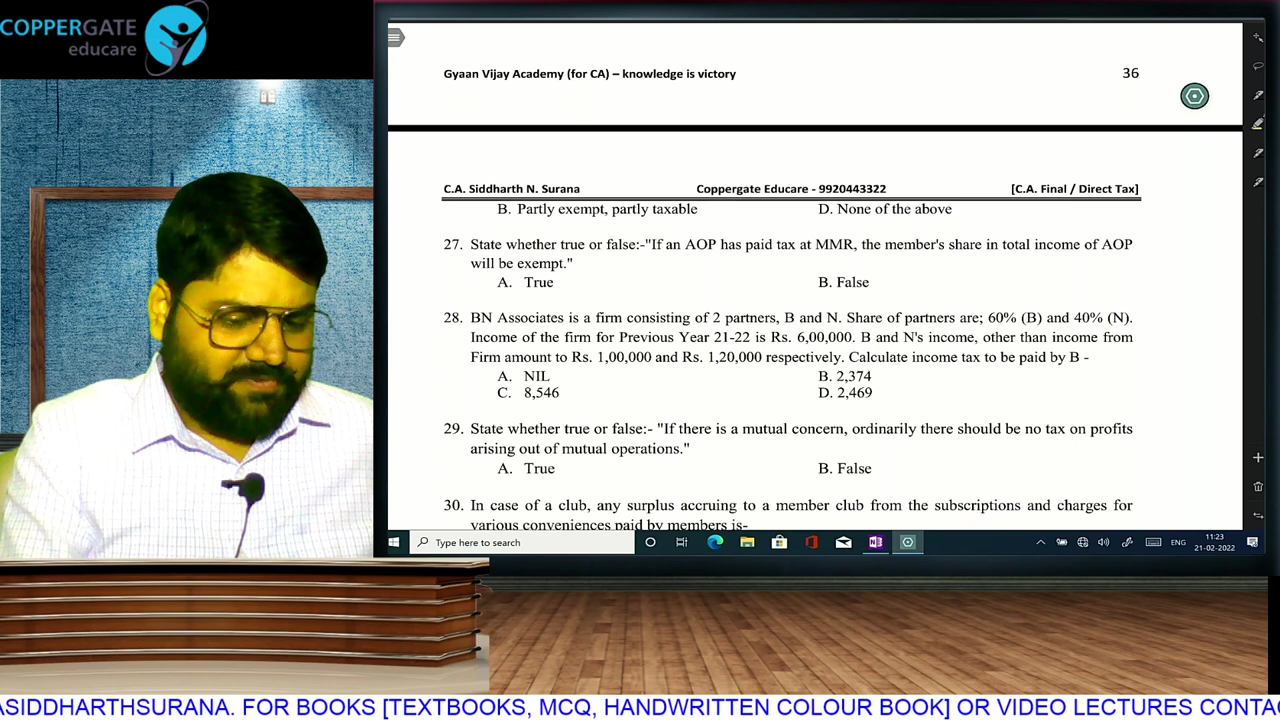 COPPERGATE
educare
Gyaan Vijay Academy (for CA) – knowledge is victory 36
C.A. Siddharth N. Surana Coppergate Educare - 9920443322 [C.A. Final / Direct Tax]
B. Partly exempt, partly taxable D. None of the above
27. State whether true or false:-"If an AOP has paid tax at MMR, the member's share in total income of AOP
will be exempt."
A. True B. False
28. BN Associates is a firm consisting of 2 partners, B and N. Share of partners are; 60% (B) and 40% (N).
Income of the firm for Previous Year 21-22 is Rs. 6,00,000. B and N's income, other than income from
Firm amount to Rs. 1,00,000 and Rs. 1,20,000 respectively. Calculate income tax to be paid by B -
A. NIL B. 2,374
C. 8,546 D. 2,469
29. State whether true or false:- "If there is a mutual concern, ordinarily there should be no tax on profits
arising out of mutual operations."
A. True B. False
30. In case of a club, any surplus accruing to a member club from the subscriptions and charges for
various conveniences paid by members is-
Type here to search
ENG
11:23
21-02-2022
ASIDDHARTHSURANA. FOR BOOKS [TEXTBOOKS, MCQ, HANDWRITTEN COLOUR BOOK] OR VIDEO LECTURES CONTA